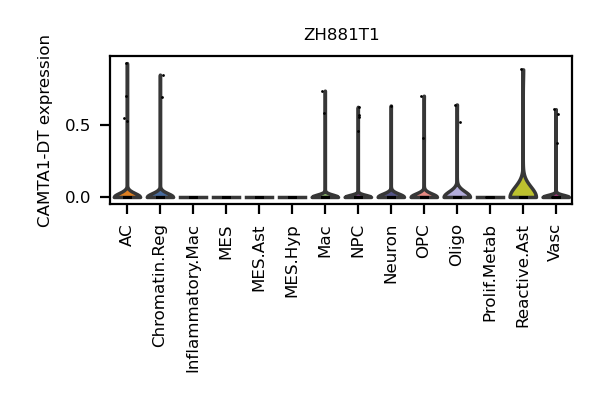 ZH881T1
CAMTA1-DT expression
0.5
0.0
AC
Chromatin.Reg
Inflammatory.Mac
MES
MES.Ast
MES.Hyp
Mac
NPC
Neuron
OPC
Oligo
Prolif.Metab
Reactive.Ast
Vasc